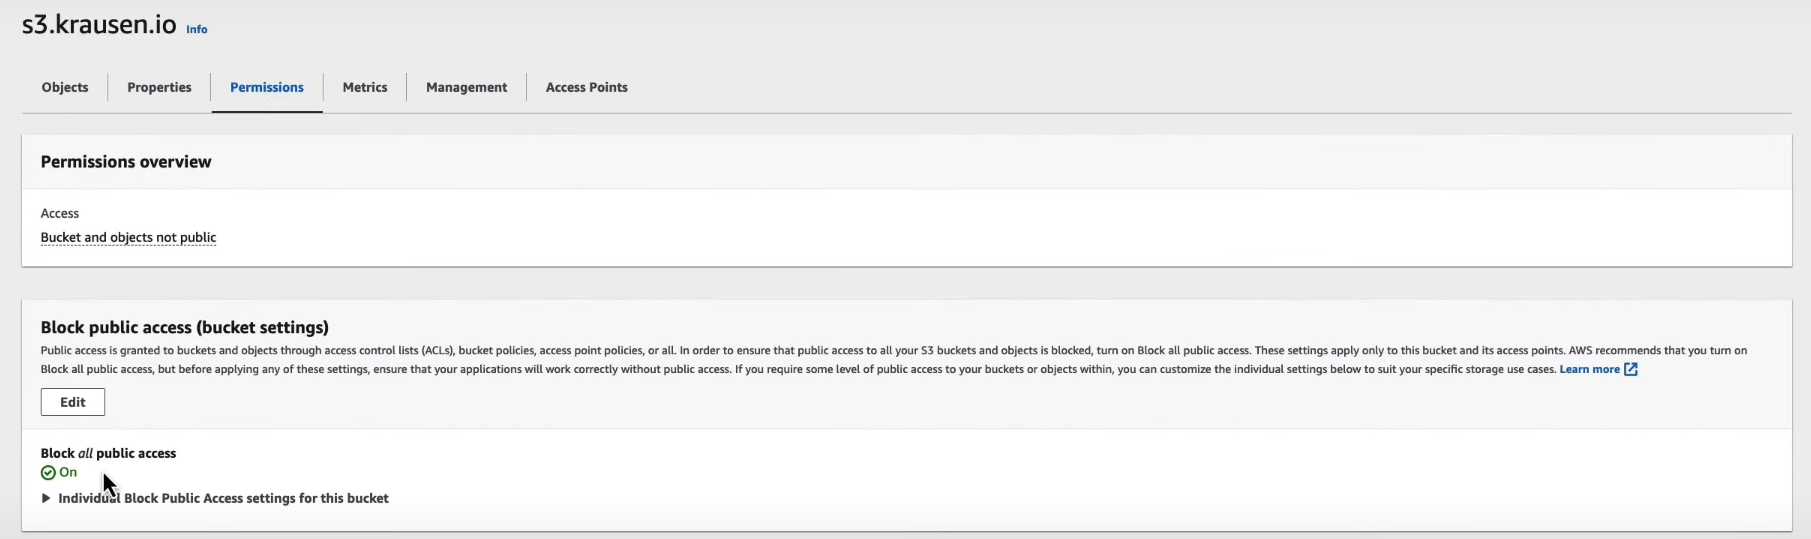 s3.krausen.io Info
Objects Properties Permissions Metrics Management Access Points
Permissions overview
Access
Bucket and objects not public
Block public access (bucket settings)
Public access is granted to buckets and objects through access control lists (ACLs), bucket policies, access point policies, or all. In order to ensure that public access to all your S3 buckets and objects is blocked, turn on Block all public access. These settings apply only to this bucket and its access points. AWS recommends that you turn on
Block all public access, but before applying any of these settings, ensure that your applications will work correctly without public access. If you require some level of public access to your buckets or objects within, you can customize the individual settings below to suit your specific storage use cases. Learn more
Edit
Block all public access
On
Individual Block Public Access settings for this bucket